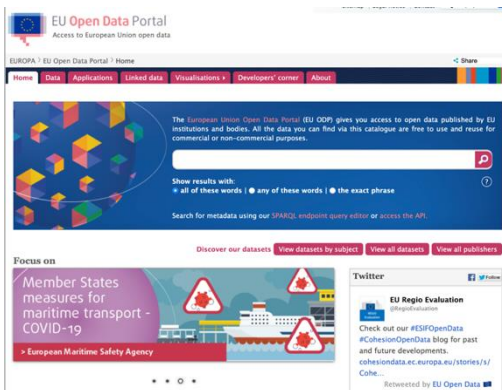 EU Open Data Portal
Access to European Union open data
EUROPA > EU Open Data Portal > Home
Share
Home Data Applications Linked data Visualisations Developers' corner About
The European Union Open Data Portal (EU ODP) gives you access to open data published by EU
institutions and bodies. All the data you can find via this catalogue are free to use and reuse for
commercial or non-commercial purposes.
Show results with:
all of these words | any of these words | the exact phrase
?
Search for metadata using our SPARQL endpoint query editor or access the API.
Discover our datasets View datasets by subject View all datasets View all publishers
Focus on
Member States
measures for
maritime transport -
COVID-19
> European Maritime Safety Agency
Twitter
Follow
EU Regio Evaluation
@RegioEvaluation
Check out our #ESIFOpenData
#CohesionOpenData blog for past
and future developments.
cohesiondata.ec.europa.eu/stories/s/
Cohe...
Retweeted by EU Open Data